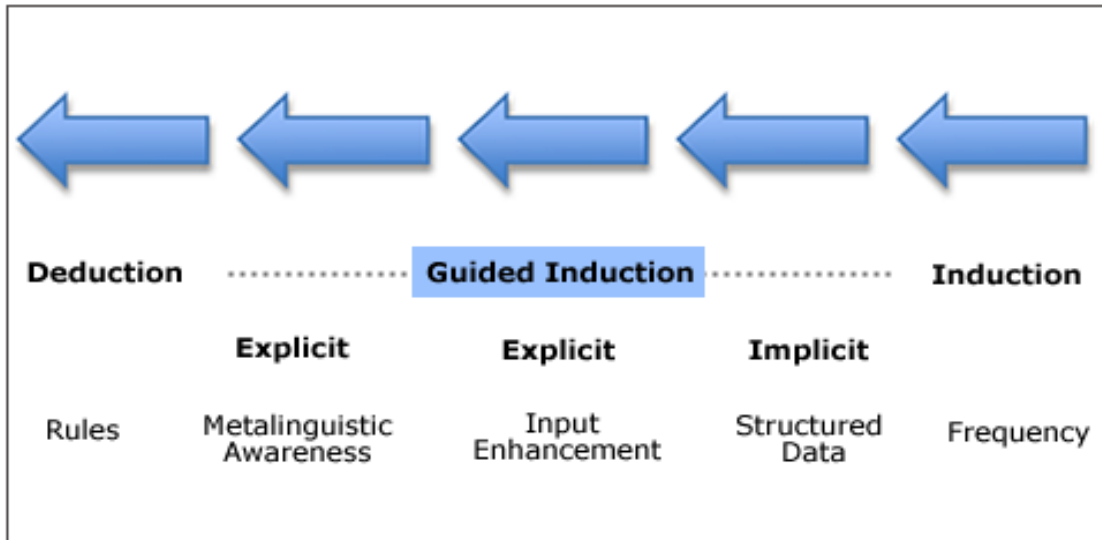 Deduction Guided Induction Induction
Explicit Explicit Implicit
Rules Metalinguistic Awareness Input Enhancement Structured Data Frequency